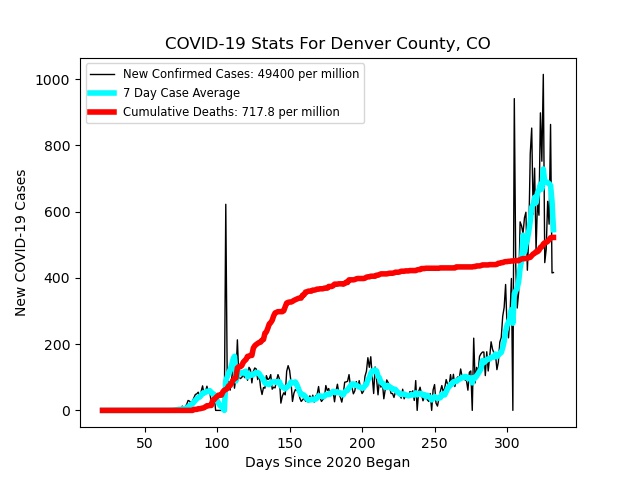 COVID-19 Stats For Denver County, CO
New Confirmed Cases: 49400 per million
7 Day Case Average
Cumulative Deaths: 717.8 per million
New COVID-19 Cases
1000
800
600
400
200
0
50 100 150 200 250 300
Days Since 2020 Began